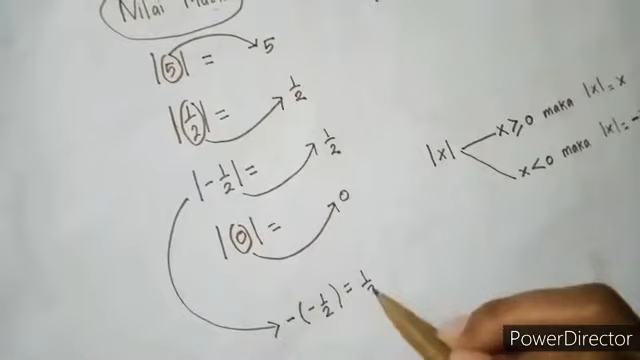 Nilai
|5| = 5
|1/2| = 1/2
|-1/2| = 1/2
|0| = 0
-(-1/2) = 1/2
|x|
x ≥ 0 maka |x| = x
x < 0 maka |x| = -
PowerDirector